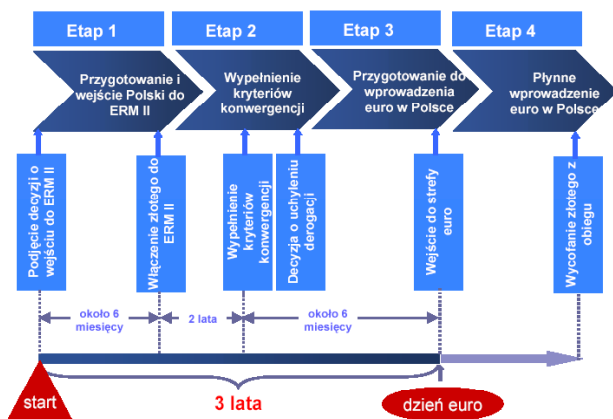 Etap 1
Etap 2
Etap 3
Etap 4
Przygotowanie i
wejście Polski do
ERM II
Wypełnienie
kryteriów
konwergencji
Przygotowanie do
wprowadzenia
euro w Polsce
Płynne
wprowadzenie
euro w Polsce
Podjęcie decyzji o
wejściu do ERM II
Włączenie złotego do
ERM II
Wypełnienie
kryteriów
konwergencji
Decyzja o uchyleniu
derogacji
Wejście do strefy
euro
Wycofanie złotego z
obiegu
około 6
miesięcy
2 lata
około 6
miesięcy
start
3 lata
dzień euro